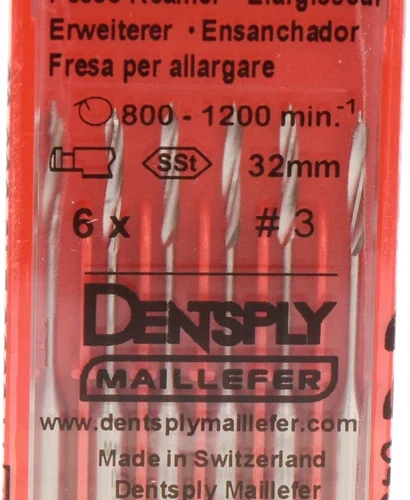 Erweiterer • Ensanchador
Fresa per allargare
800 - 1200 min.-1
SSt 32mm
6 x # 3
DENTSPLY
MAILLEFER
www.dentsplymaillefer.com
Made in Switzerland
Dentsply Maillefer